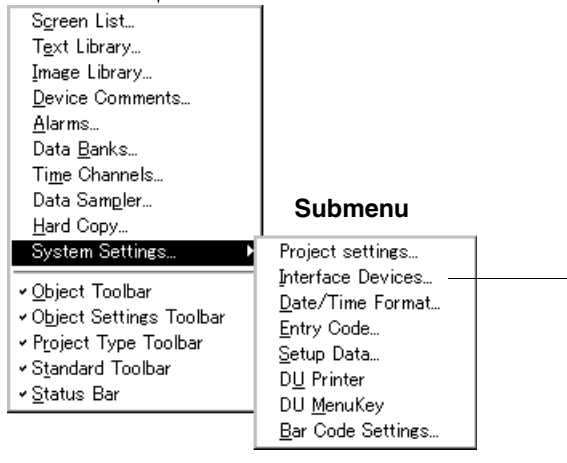 Screen List...
Text Library...
Image Library...
Device Comments...
Alarms...
Data Banks...
Time Channels...
Data Sampler...
Hard Copy...
System Settings...
Object Toolbar
Object Settings Toolbar
Project Type Toolbar
Standard Toolbar
Status Bar
Submenu
Project settings...
Interface Devices...
Date/Time Format...
Entry Code...
Setup Data...
DU Printer
DU MenuKey
Bar Code Settings...